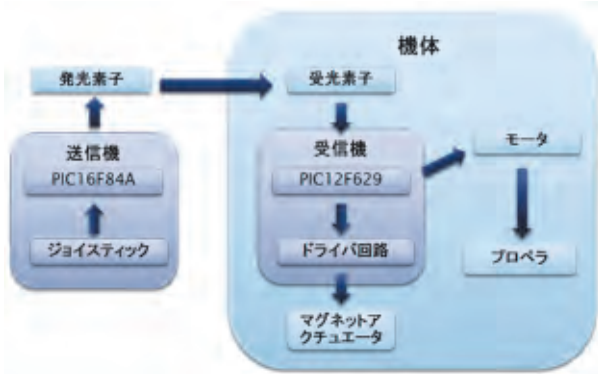 機体
発光素子
受光素子
送信機
PIC16F84A
ジョイスティック
受信機
PIC12F629
ドライバ回路
マグネットア
クチュエータ
モータ
プロペラ